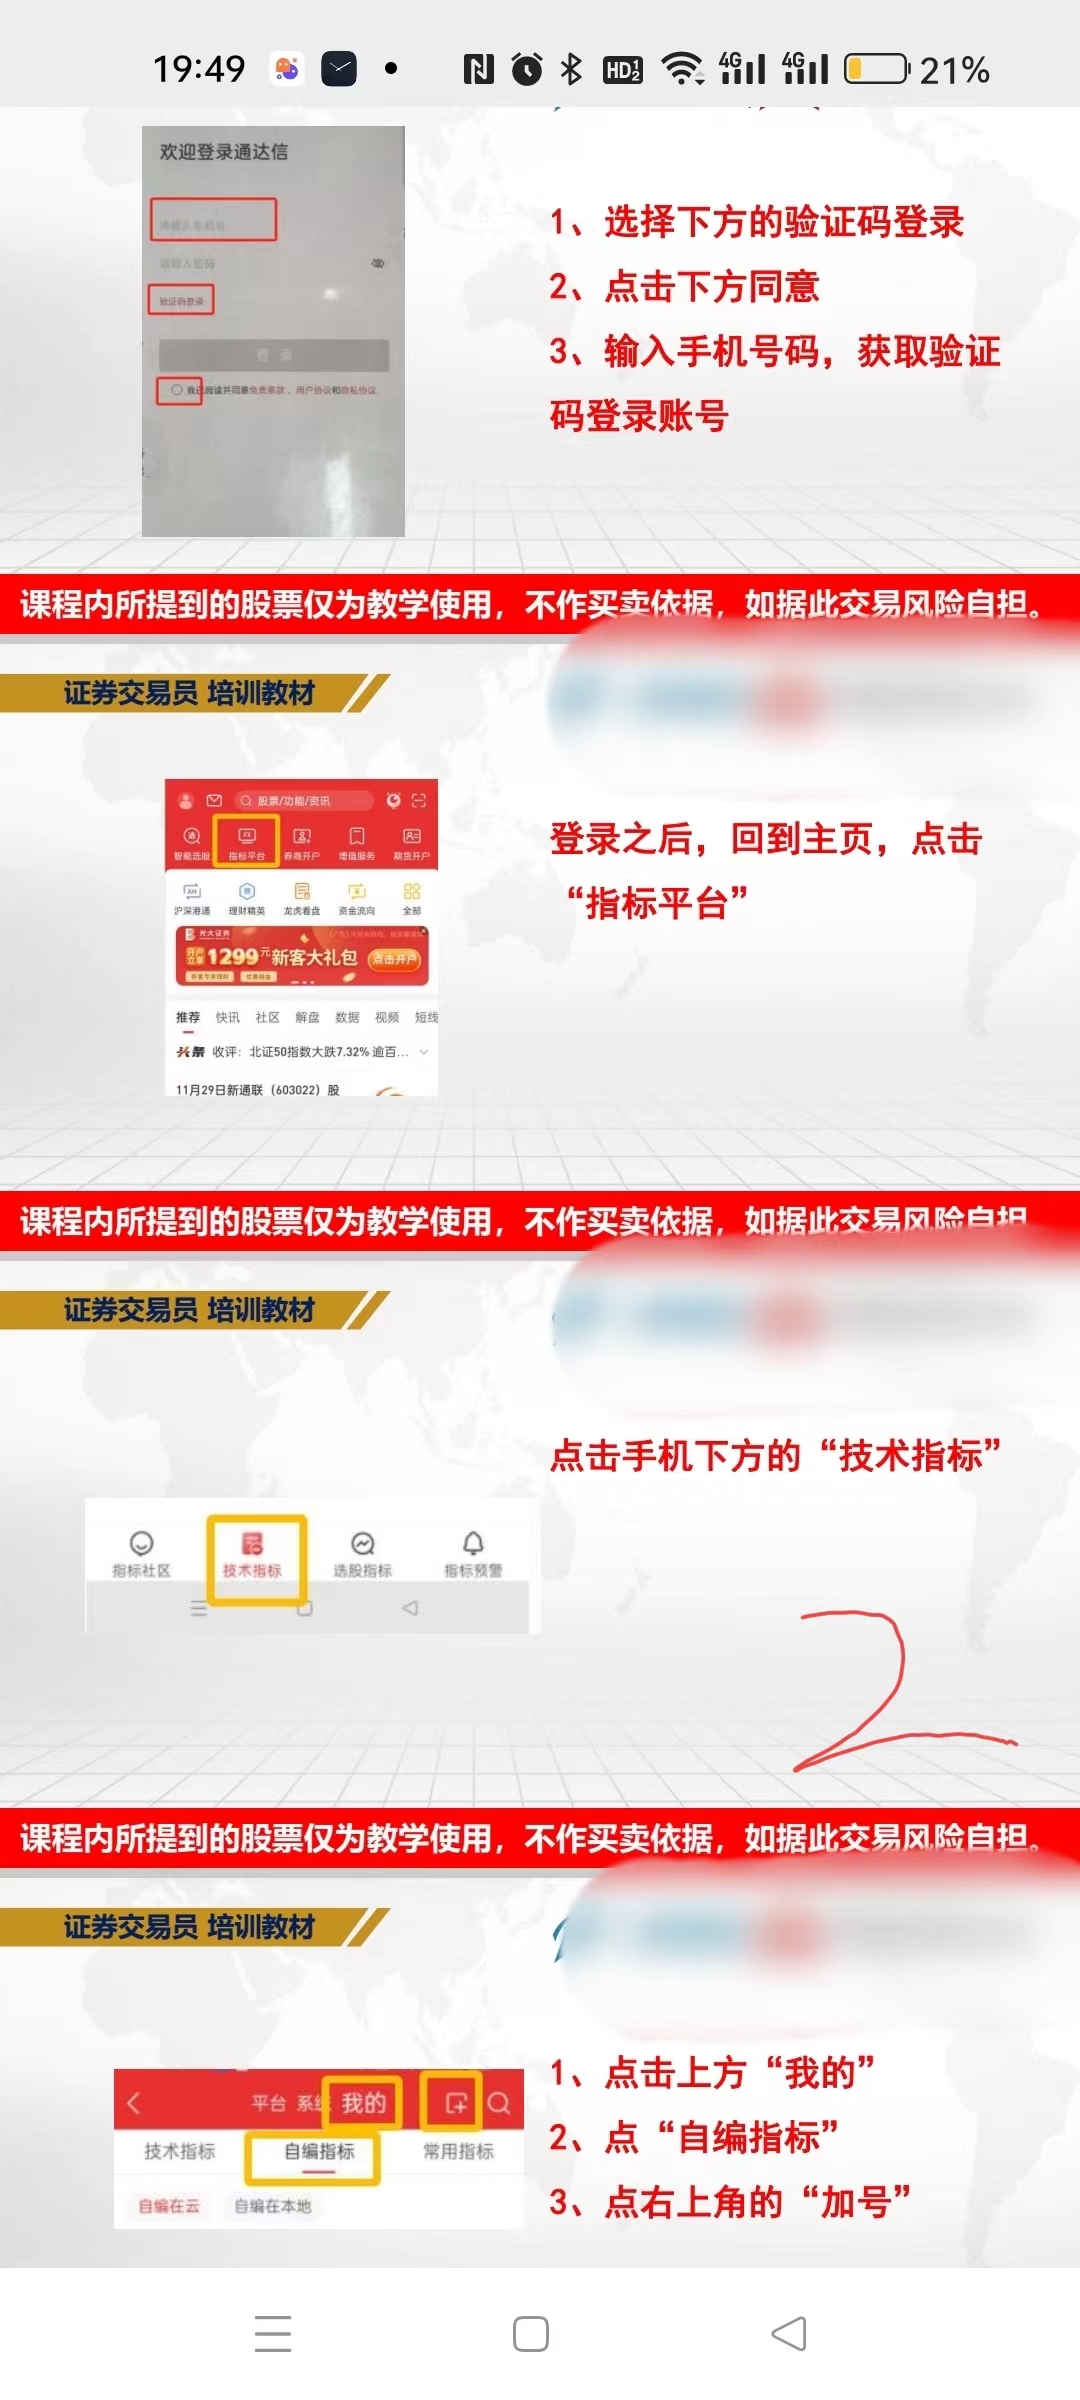 19:49
HD 1 2
4G
4G
21%
欢迎登录通达信
请输入手机号
请输入密码
验证码登录
登 录
我已阅读并同意免责条款、用户协议和隐私协议
1、选择下方的验证码登录
2、点击下方同意
3、输入手机号码，获取验证
码登录账号
课程内所提到的股票仅为教学使用，不作买卖依据，如据此交易风险自担。
证券交易员 培训教材
股票/功能/资讯
智能选股 指标平台 券商开户 增值服务 期货开户
沪深港通 理财精英 龙虎看盘 资金流向 全部
光大证券
开户立享 1299元 新客大礼包 点击开户
推荐 快讯 社区 解盘 数据 视频 短线
头条 收评：北证50指数大跌7.32% 逾百...
11月29日新通联（603022）股
登录之后，回到主页，点击
“指标平台”
课程内所提到的股票仅为教学使用，不作买卖依据，如据此交易风险自担
证券交易员 培训教材
点击手机下方的“技术指标”
指标社区 技术指标 选股指标 指标预警
2
课程内所提到的股票仅为教学使用，不作买卖依据，如据此交易风险自担。
证券交易员 培训教材
平台 系统 我的
技术指标 自编指标 常用指标
自编在云 自编在本地
1、点击上方“我的”
2、点“自编指标”
3、点右上角的“加号”